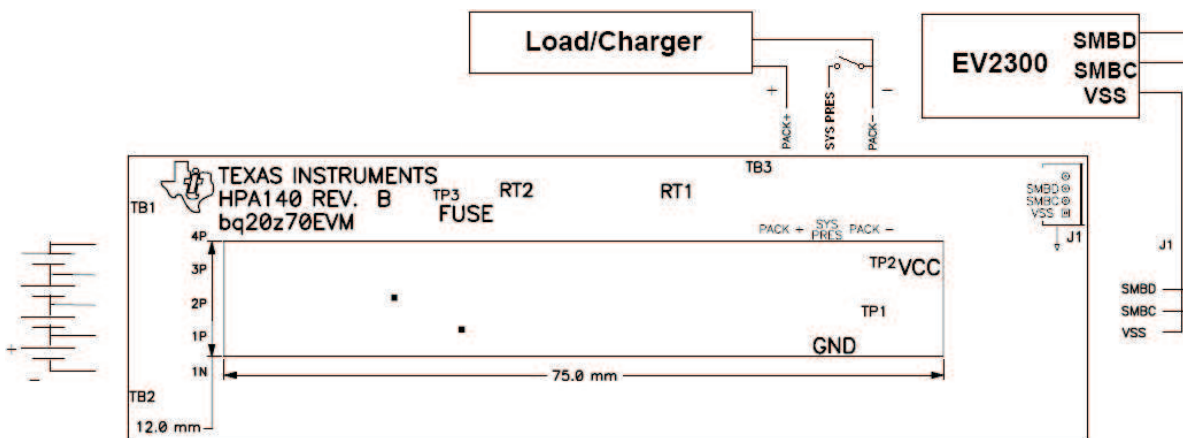 Load/Charger
EV2300
SMBD
SMBC
VSS
+
−
PACK+
SYS PRES
PACK−
TB3
TEXAS INSTRUMENTS
HPA140 REV. B
bq20z70EVM
TP3
FUSE
RT2
RT1
SMBD
SMBC
VSS
J1
TB1
4P
3P
2P
1P
1N
PACK +
SYS
PRES
PACK −
TP2
VCC
TP1
GND
75.0 mm
+
−
TB2
12.0 mm
J1
SMBD
SMBC
VSS